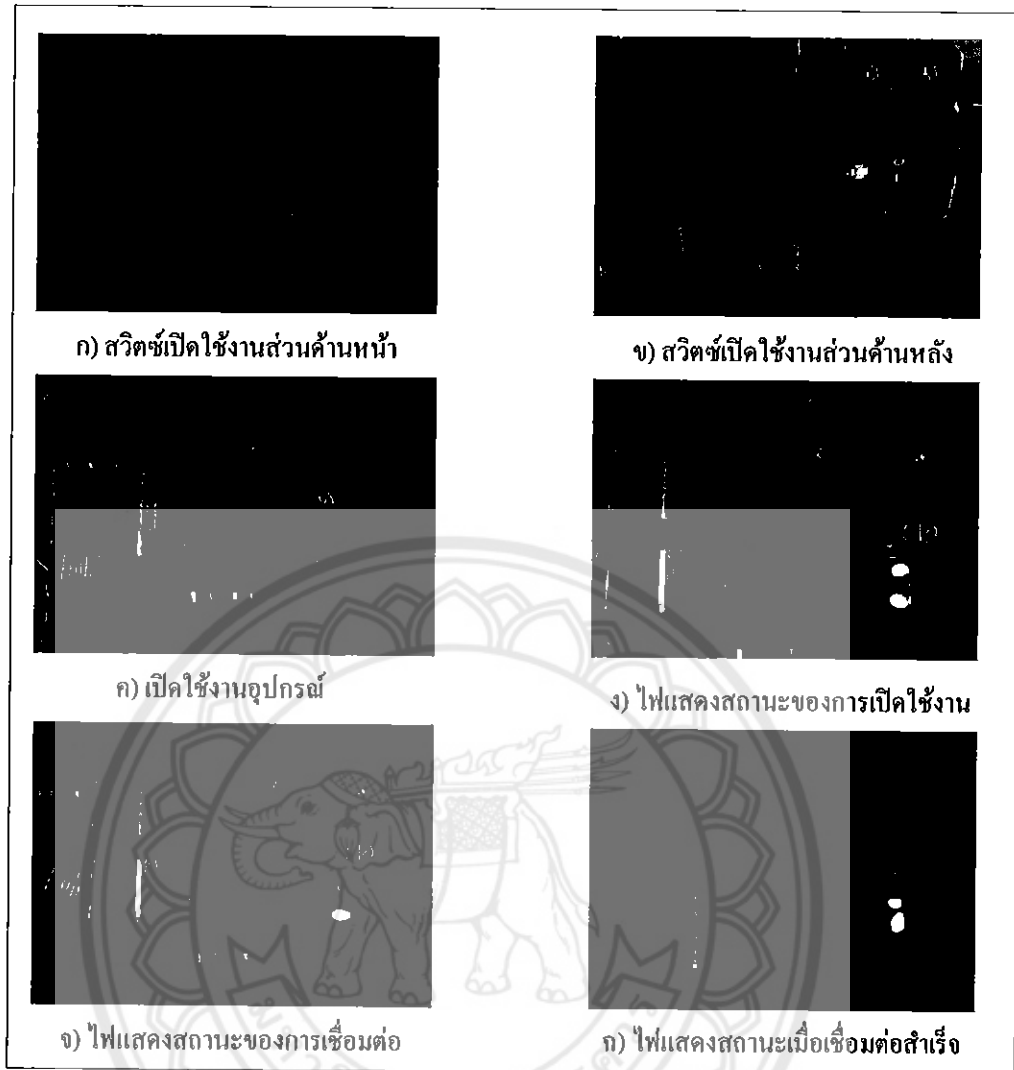 ก) สวิตซ์เปิดใช้งานส่วนด้านหน้า
ข) สวิตซ์เปิดใช้งานส่วนด้านหลัง
ค) เปิดใช้งานอุปกรณ์
ง) ไฟแสดงสถานะของการเปิดใช้งาน
จ) ไฟแสดงสถานะของการเชื่อมต่อ
ก) ไฟแสดงสถานะเมื่อเชื่อมต่อสำเร็จ